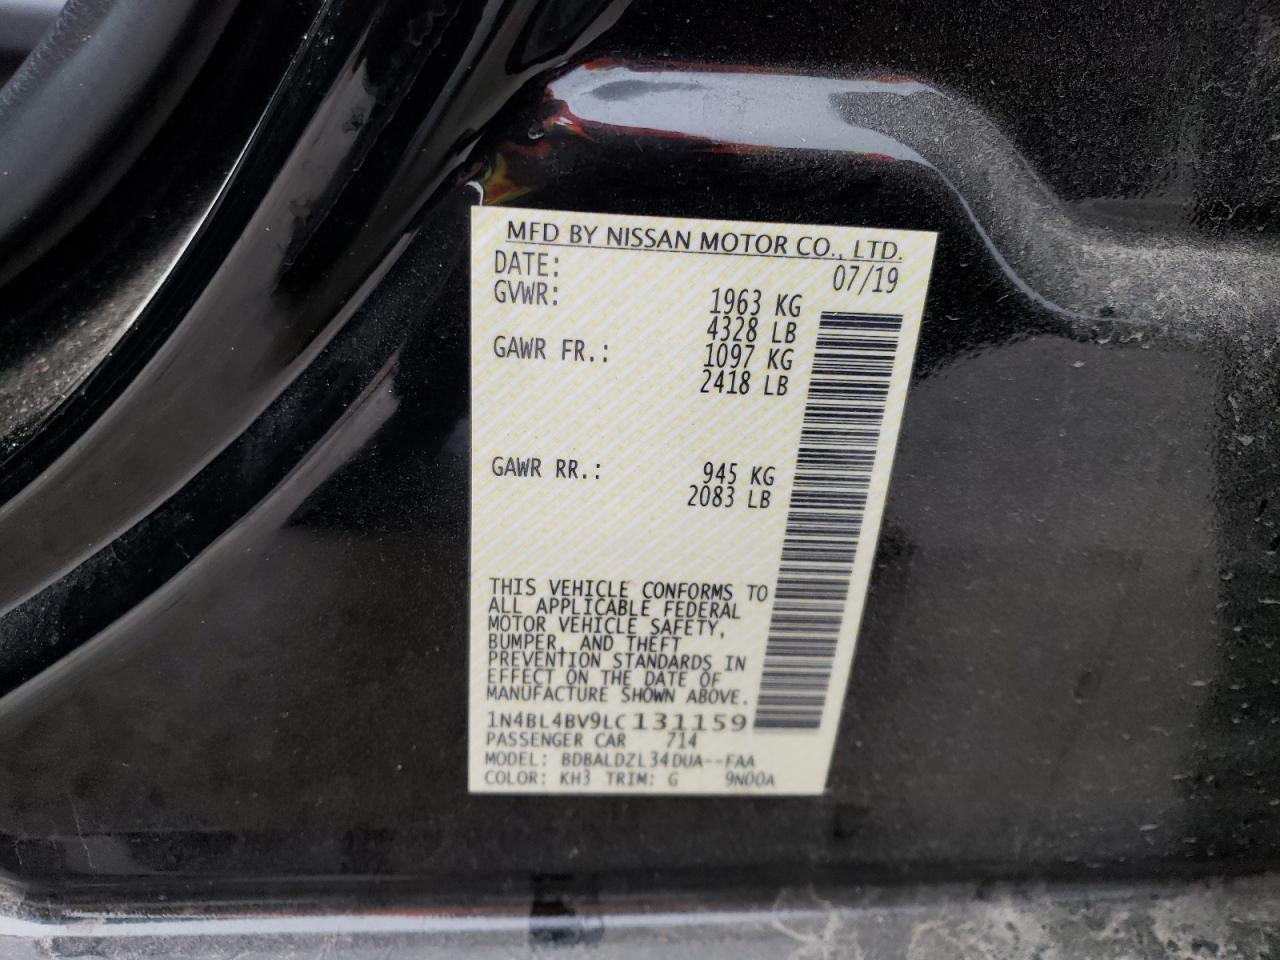 MFD BY NISSAN MOTOR CO., LTD.
DATE: 07/19
GVWR: 1963 KG
4328 LB
GAWR FR.: 1097 KG
2418 LB
GAWR RR.: 945 KG
2083 LB
THIS VEHICLE CONFORMS TO
ALL APPLICABLE FEDERAL
MOTOR VEHICLE SAFETY,
BUMPER, AND THEFT
PREVENTION STANDARDS IN
EFFECT ON THE DATE OF
MANUFACTURE SHOWN ABOVE.
1N4BL4BV9LC131159
PASSENGER CAR 714
MODEL: BDBALDZL34DUA--FAA
COLOR: KH3 TRIM: G 9N00A